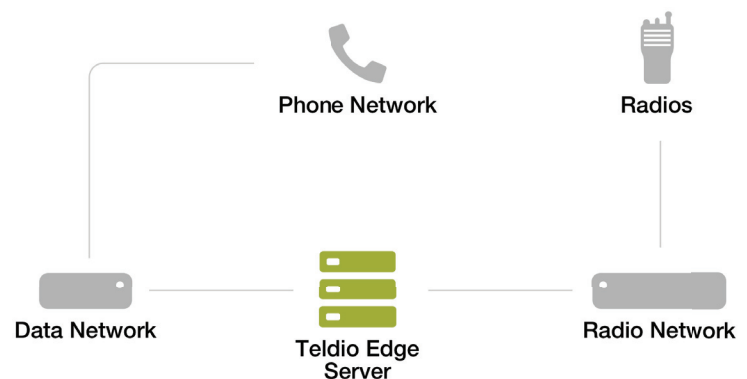 Phone Network
Radios
Data Network
Teldio Edge
Server
Radio Network